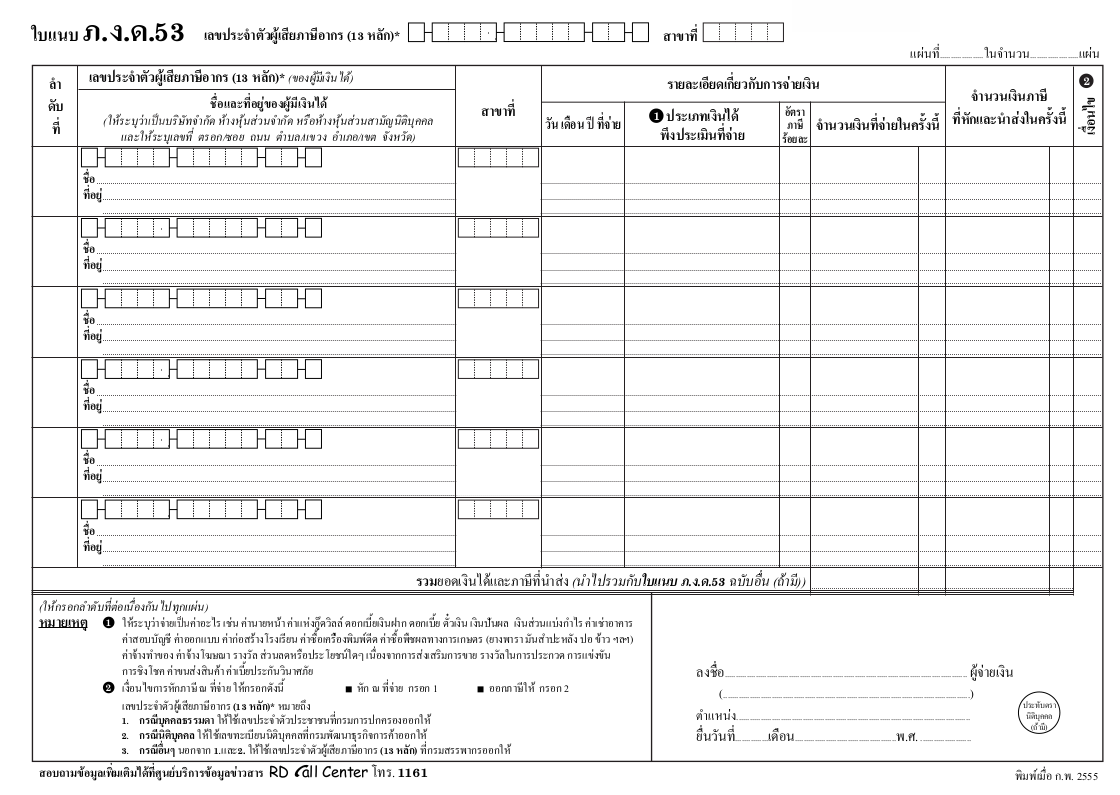 ใบแนบ ภ.ง.ด.53 เลขประจำตัวผู้เสียภาษีอากร (13 หลัก)* สาขาที่
แผ่นที่ ในจำนวน แผ่น
ลำดับที่
เลขประจำตัวผู้เสียภาษีอากร (13 หลัก)* (ของผู้มีเงินได้)
ชื่อและที่อยู่ของผู้มีเงินได้
(ให้ระบุว่าเป็นบริษัทจำกัด ห้างหุ้นส่วนจำกัด หรือห้างหุ้นส่วนสามัญนิติบุคคล
และให้ระบุเลขที่ ตรอก/ซอย ถนน ตำบล/แขวง อำเภอ/เขต จังหวัด)
สาขาที่
รายละเอียดเกี่ยวกับการจ่ายเงิน
วัน เดือน ปี ที่จ่าย
1 ประเภทเงินได้
พึงประเมินที่จ่าย
อัตรา
ภาษี
ร้อยละ
จำนวนเงินที่จ่ายในครั้งนี้
จำนวนเงินภาษี
ที่หักและนำส่งในครั้งนี้
2 เงื่อนไข
ชื่อ
ที่อยู่
ชื่อ
ที่อยู่
ชื่อ
ที่อยู่
ชื่อ
ที่อยู่
ชื่อ
ที่อยู่
ชื่อ
ที่อยู่
รวมยอดเงินได้และภาษีที่นำส่ง (นำไปรวมกับใบแนบ ภ.ง.ด.53 ฉบับอื่น (ถ้ามี))
(ให้กรอกลำดับที่ต่อเนื่องกันไปทุกแผ่น)
หมายเหตุ 1 ให้ระบุว่าจ่ายเป็นค่าอะไร เช่น ค่านายหน้า ค่าแห่งกู๊ดวิลล์ ดอกเบี้ยเงินฝาก ดอกเบี้ย ตั๋วเงิน เงินปันผล เงินส่วนแบ่งกำไร ค่าเช่าอาคาร
ค่าสอบบัญชี ค่าออกแบบ ค่าก่อสร้างโรงเรียน ค่าซื้อเครื่องพิมพ์ดีด ค่าซื้อพืชผลทางการเกษตร (ยางพารา มันสำปะหลัง ปอ ข้าว ฯลฯ)
ค่าจ้างทำของ ค่าจ้างโฆษณา รางวัล ส่วนลดหรือประโยชน์ใดๆ เนื่องจากการส่งเสริมการขาย รางวัลในการประกวด การแข่งขัน
การชิงโชค ค่าขนส่งสินค้า ค่าเบี้ยประกันวินาศภัย
2 เงื่อนไขการหักภาษี ณ ที่จ่าย ให้กรอกดังนี้ ■ หัก ณ ที่จ่าย กรอก 1 ■ ออกภาษีให้ กรอก 2
เลขประจำตัวผู้เสียภาษีอากร (13 หลัก)* หมายถึง
1. กรณีบุคคลธรรมดา ให้ใช้เลขประจำตัวประชาชนที่กรมการปกครองออกให้
2. กรณีนิติบุคคล ให้ใช้เลขทะเบียนนิติบุคคลที่กรมพัฒนาธุรกิจการค้าออกให้
3. กรณีอื่นๆ นอกจาก 1.และ2. ให้ใช้เลขประจำตัวผู้เสียภาษีอากร (13 หลัก) ที่กรมสรรพากรออกให้
ลงชื่อ ผู้จ่ายเงิน
( )
ตำแหน่ง
ยื่นวันที่ เดือน พ.ศ.
ประทับตรา
นิติบุคคล
(ถ้ามี)
สอบถามข้อมูลเพิ่มเติมได้ที่ศูนย์บริการข้อมูลข่าวสาร RD Call Center โทร. 1161
พิมพ์เมื่อ ก.พ. 2555